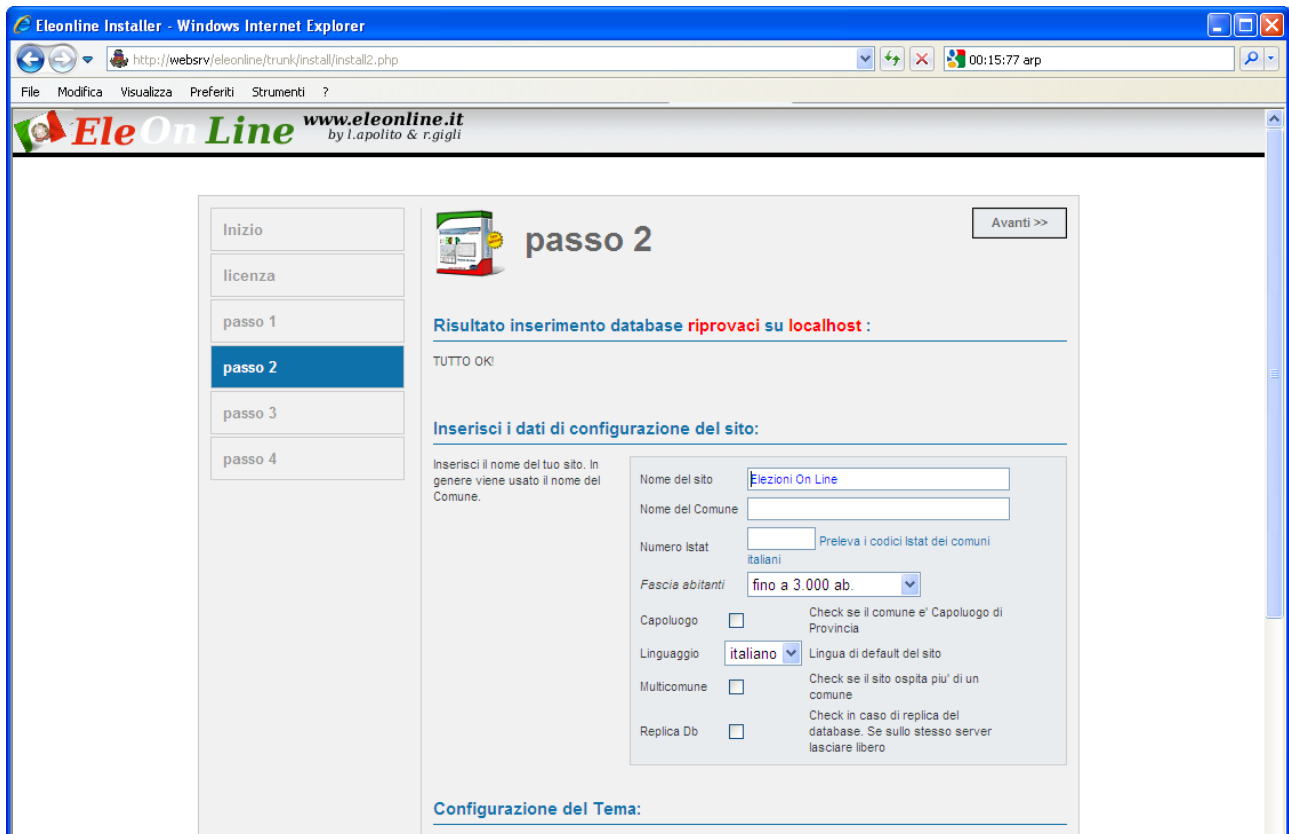 Eleonline Installer - Windows Internet Explorer
http://websrv/eleonline/trunk/install/install2.php
00:15:77 arp
File Modifica Visualizza Preferiti Strumenti ?
EleOnLine www.eleonline.it
by l.apolito & r.gigli
Inizio
licenza
passo 1
passo 2
passo 3
passo 4
passo 2
Avanti >>
Risultato inserimento database riprovaci su localhost :
TUTTO OK!
Inserisci i dati di configurazione del sito:
Inserisci il nome del tuo sito. In
genere viene usato il nome del
Comune.
Nome del sito Elezioni On Line
Nome del Comune
Numero Istat Preleva i codici Istat dei comuni
italiani
Fascia abitanti fino a 3.000 ab.
Capoluogo Check se il comune e' Capoluogo di
Provincia
Linguaggio italiano Lingua di default del sito
Multicomune Check se il sito ospita piu' di un
comune
Replica Db Check in caso di replica del
database. Se sullo stesso server
lasciare libero
Configurazione del Tema: